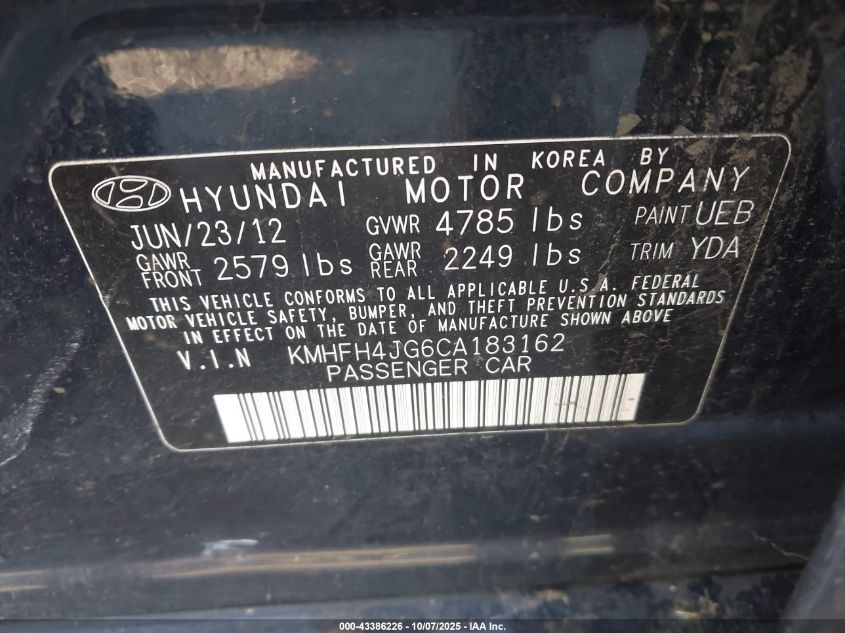 MANUFACTURED IN KOREA BY
HYUNDAI MOTOR COMPANY
JUN/23/12 GVWR 4785 lbs PAINT UEB
GAWR FRONT 2579 lbs GAWR REAR 2249 lbs TRIM YDA
THIS VEHICLE CONFORMS TO ALL APPLICABLE U.S.A. FEDERAL
MOTOR VEHICLE SAFETY, BUMPER, AND THEFT PREVENTION STANDARDS
IN EFFECT ON THE DATE OF MANUFACTURE SHOWN ABOVE
V.I.N KMHFH4JG6CA183162
PASSENGER CAR
000-43386226 - 10/07/2025 - IAA Inc.